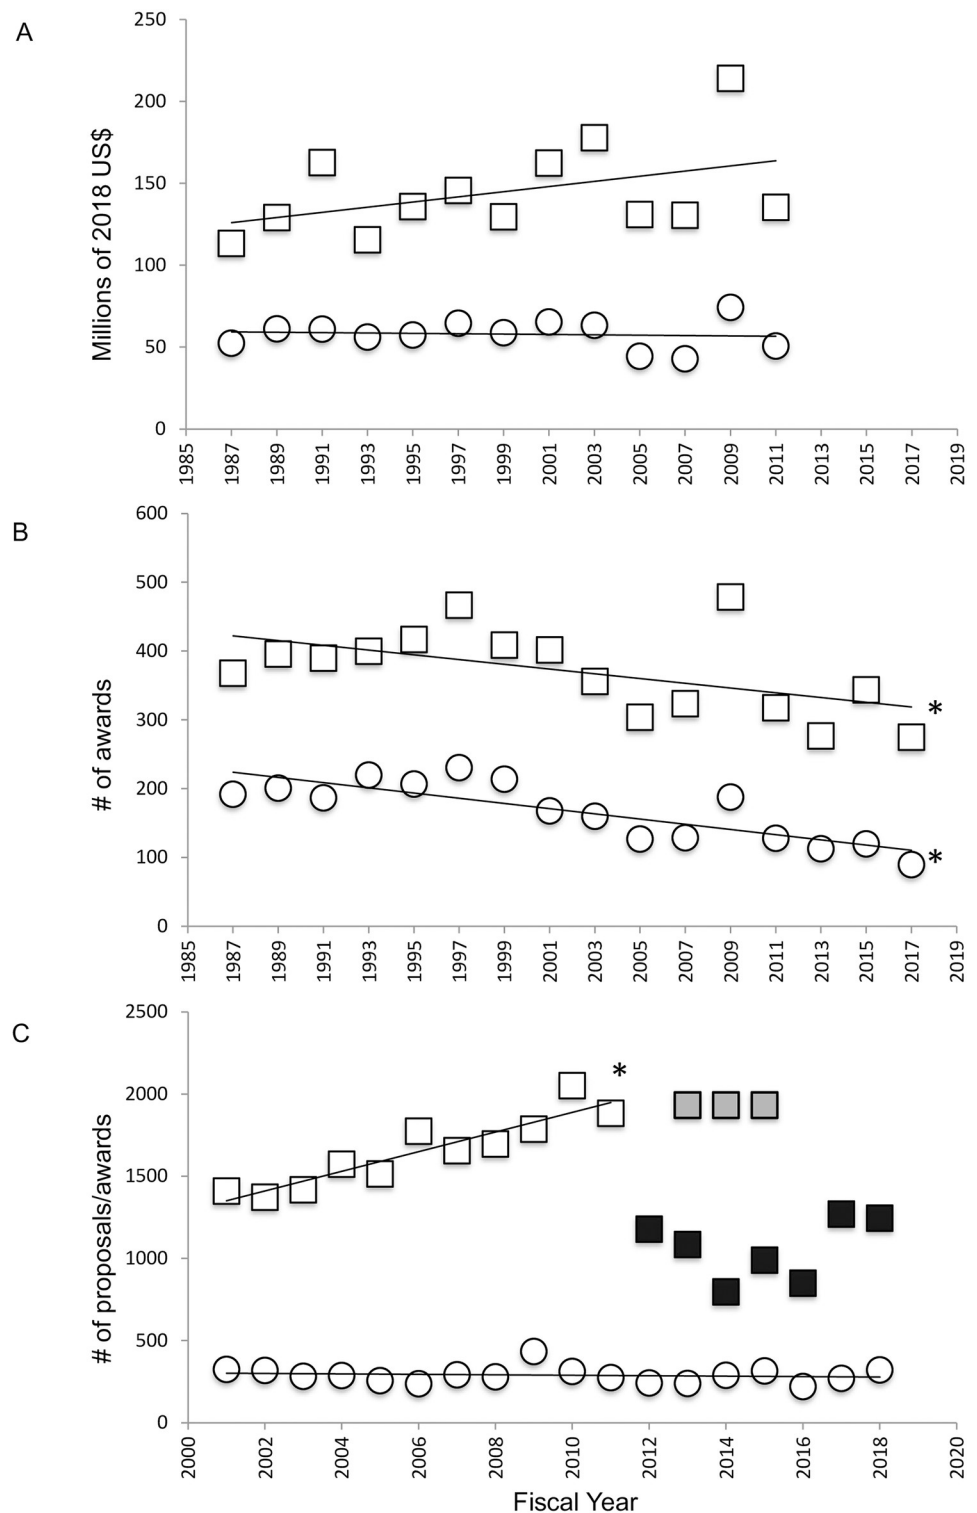 A
250
200
150
100
50
0
Millions of 2018 US$
1985 1987 1989 1991 1993 1995 1997 1999 2001 2003 2005 2007 2009 2011 2013 2015 2017 2019
B
600
500
400
300
200
100
0
# of awards
*
*
1985 1987 1989 1991 1993 1995 1997 1999 2001 2003 2005 2007 2009 2011 2013 2015 2017 2019
C
2500
2000
1500
1000
500
0
# of proposals/awards
*
2000 2002 2004 2006 2008 2010 2012 2014 2016 2018 2020
Fiscal Year